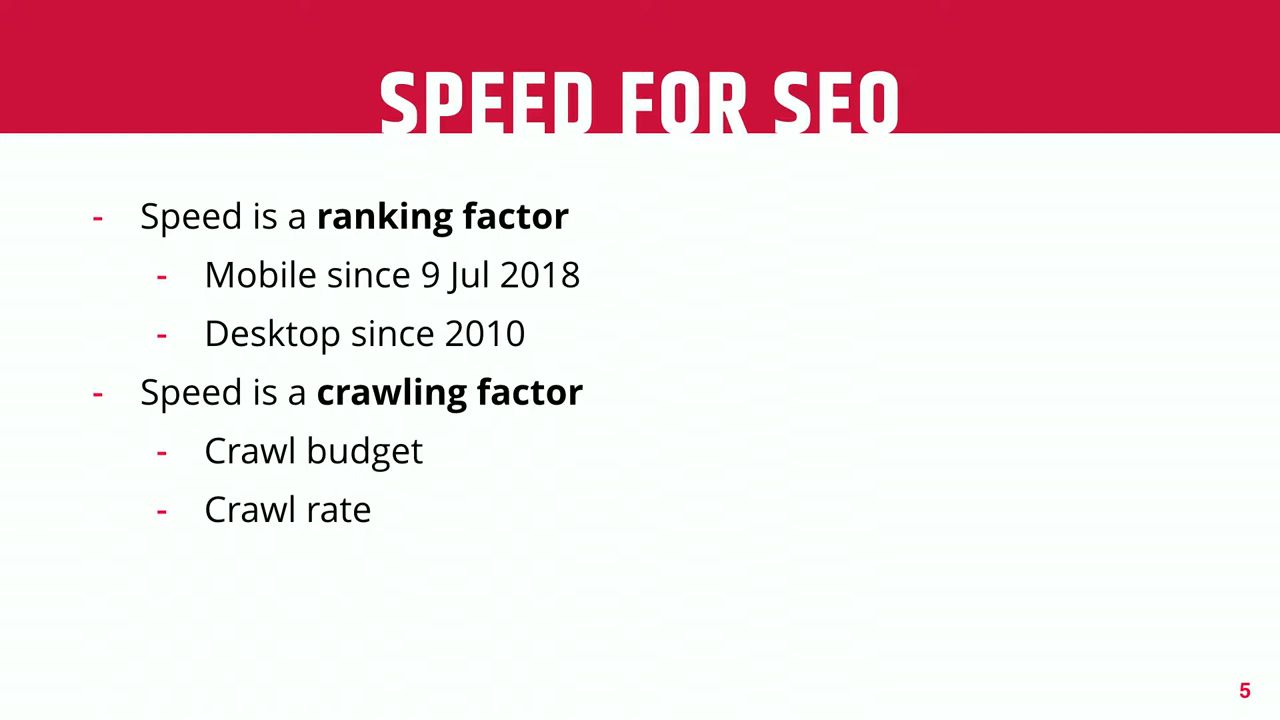 SPEED FOR SEO
- Speed is a ranking factor
- Mobile since 9 Jul 2018
- Desktop since 2010
- Speed is a crawling factor
- Crawl budget
- Crawl rate
5